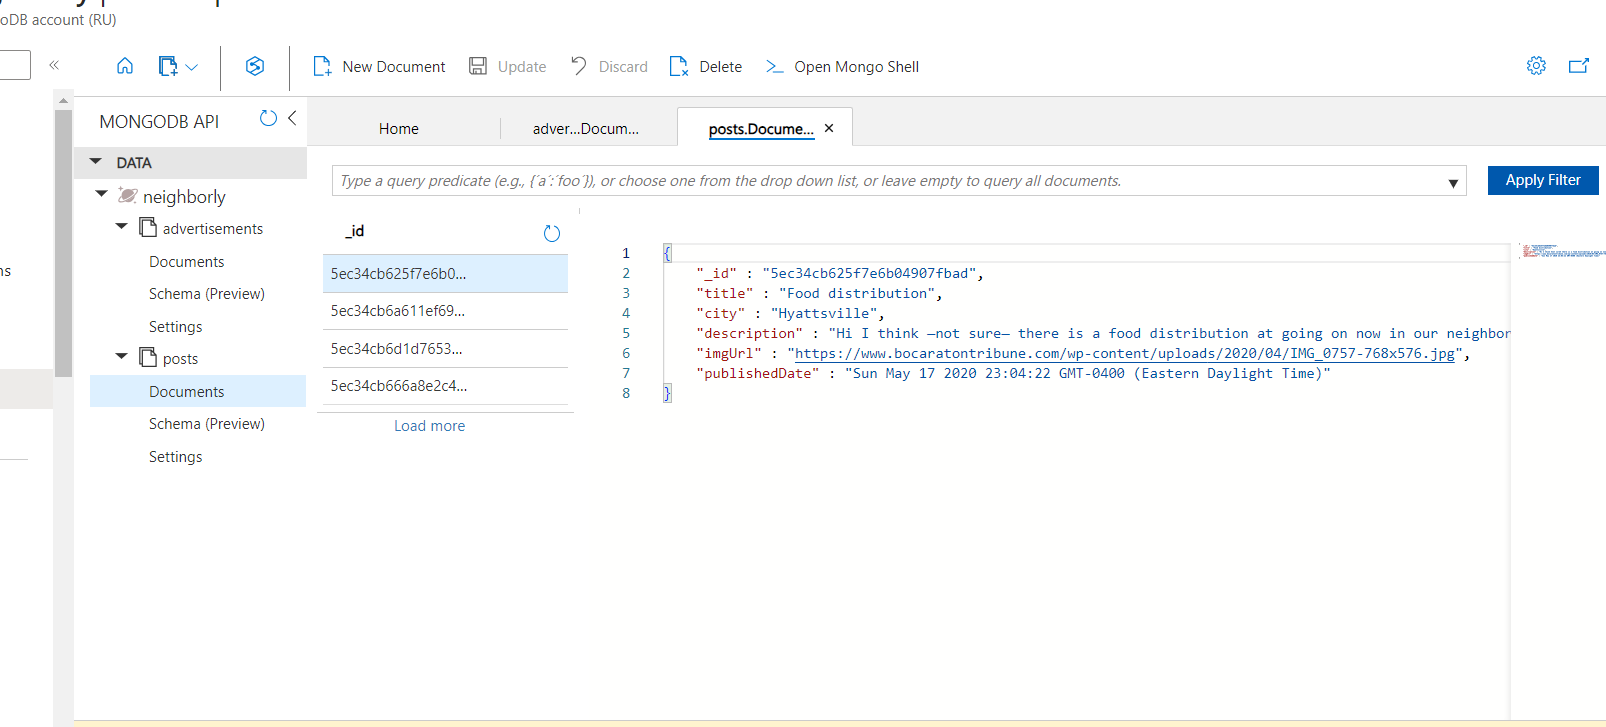 oDB account (RU)
«
New Document Update Discard Delete Open Mongo Shell
MONGODB API
Home adver...Docum... posts.Docume... ×
DATA
neighborly
advertisements
Documents
Schema (Preview)
Settings
posts
Documents
Schema (Preview)
Settings
ns
Type a query predicate (e.g., {´a´:´foo´}), or choose one from the drop down list, or leave empty to query all documents.
Apply Filter
_id
5ec34cb625f7e6b0...
5ec34cb6a611ef69...
5ec34cb6d1d7653...
5ec34cb666a8e2c4...
Load more
1 {
2 "_id" : "5ec34cb625f7e6b04907fbad",
3 "title" : "Food distribution",
4 "city" : "Hyattsville",
5 "description" : "Hi I think —not sure— there is a food distribution at going on now in our neighbor
6 "imgUrl" : "https://www.bocaratontribune.com/wp-content/uploads/2020/04/IMG_0757-768x576.jpg",
7 "publishedDate" : "Sun May 17 2020 23:04:22 GMT-0400 (Eastern Daylight Time)"
8 }